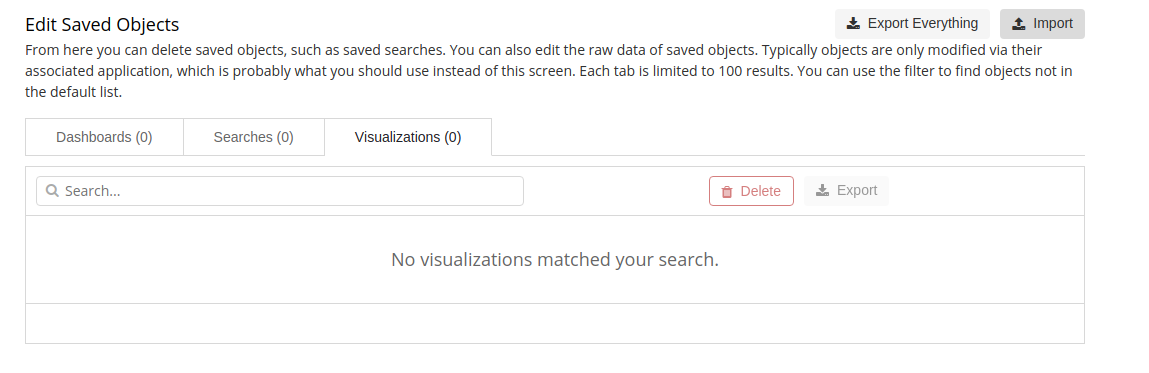 Edit Saved Objects
Export Everything
Import
From here you can delete saved objects, such as saved searches. You can also edit the raw data of saved objects. Typically objects are only modified via their
associated application, which is probably what you should use instead of this screen. Each tab is limited to 100 results. You can use the filter to find objects not in
the default list.
Dashboards (0)
Searches (0)
Visualizations (0)
Search...
Delete
Export
No visualizations matched your search.